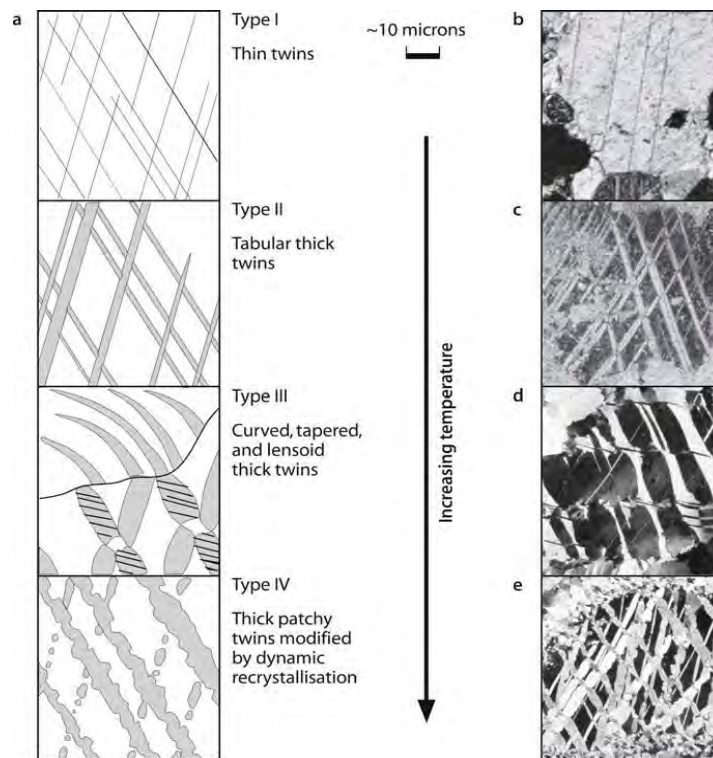 a
Type I
Thin twins
~10 microns
b
Type II
Tabular thick
twins
c
Type III
Curved, tapered,
and lensoid
thick twins
Increasing temperature
d
Type IV
Thick patchy
twins modified
by dynamic
recrystallisation
e